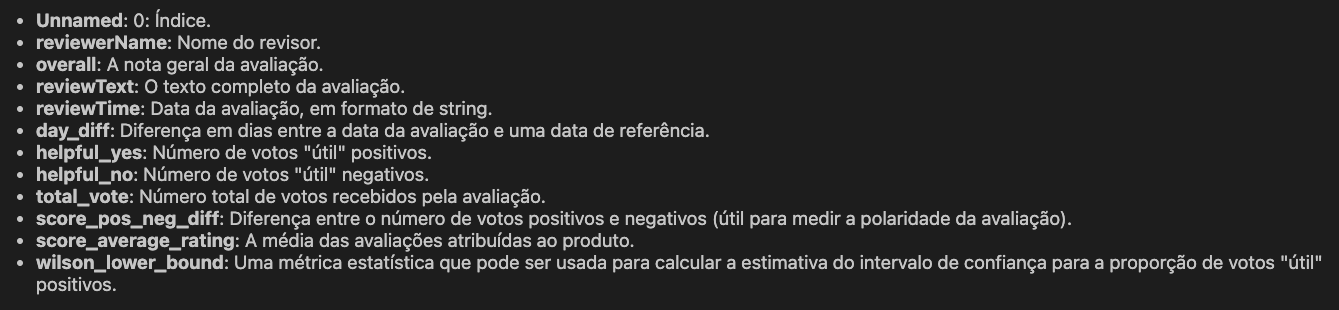 • Unnamed: 0: Índice.
• reviewerName: Nome do revisor.
• overall: A nota geral da avaliação.
• reviewText: O texto completo da avaliação.
• reviewTime: Data da avaliação, em formato de string.
• day_diff: Diferença em dias entre a data da avaliação e uma data de referência.
• helpful_yes: Número de votos "útil" positivos.
• helpful_no: Número de votos "útil" negativos.
• total_vote: Número total de votos recebidos pela avaliação.
• score_pos_neg_diff: Diferença entre o número de votos positivos e negativos (útil para medir a polaridade da avaliação).
• score_average_rating: A média das avaliações atribuídas ao produto.
• wilson_lower_bound: Uma métrica estatística que pode ser usada para calcular a estimativa do intervalo de confiança para a proporção de votos "útil"
positivos.